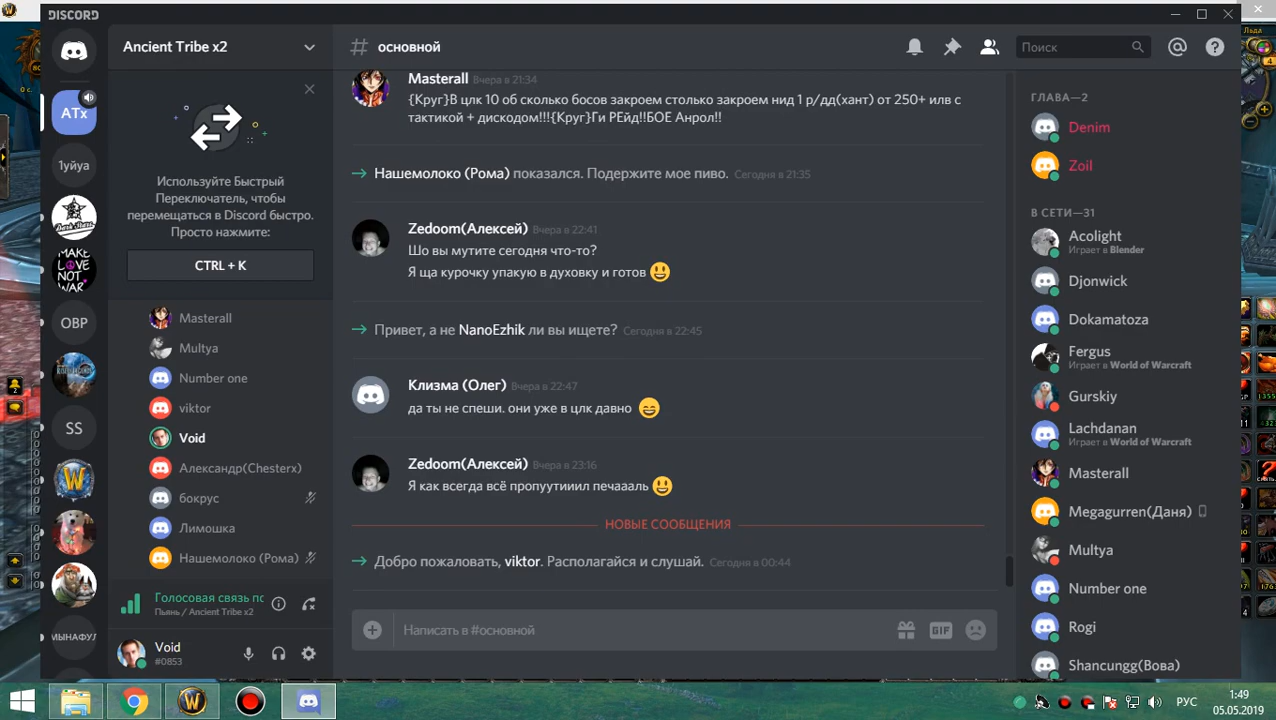 DISCORD
Ancient Tribe x2
основной
Поиск
ATx
1уйуа
MAKE
LOVE
NOT
WAR
ОВР
SS
МЫНАФУЛ
Используйте Быстрый
Переключатель, чтобы
перемещаться в Discord быстро.
Просто нажмите:
CTRL + K
Masterall
Multya
Number one
viktor
Void
Александр(Chesterx)
бокрус
Лимошка
Нашемолоко (Рома)
Голосовая связь пс
Пьянь / Ancient Tribe x2
Void
#0853
Masterall Вчера в 21:34
{Круг}В цлк 10 об сколько босов закроем столько закроем нид 1 р/дд(хант) от 250+ илв с
тактикой + дискодом!!!{Круг}Ги РЕйд!!БОЕ Анрол!!
Нашемолоко (Рома) показался. Подержите мое пиво. Сегодня в 21:35
Zedoom(Алексей) Вчера в 22:41
Шо вы мутите сегодня что-то?
Я ща курочку упакую в духовку и готов
Привет, а не NanoEzhik ли вы ищете? Сегодня в 22:45
Клизма (Олег) Вчера в 22:47
да ты не спеши. они уже в цлк давно
Zedoom(Алексей) Вчера в 23:16
Я как всегда всё пропуутииил печаааль
НОВЫЕ СООБЩЕНИЯ
Добро пожаловать, viktor. Располагайся и слушай. Сегодня в 00:44
Написать в #основной
GIF
ГЛАВА—2
Denim
Zoil
В СЕТИ—31
Acolight
Играет в Blender
Djonwick
Dokamatoza
Fergus
Играет в World of Warcraft
Gurskiy
Lachdanan
Играет в World of Warcraft
Masterall
Megagurren(Даня)
Multya
Number one
Rogi
Shancungg(Вова)
РУС
1:49
05.05.2019